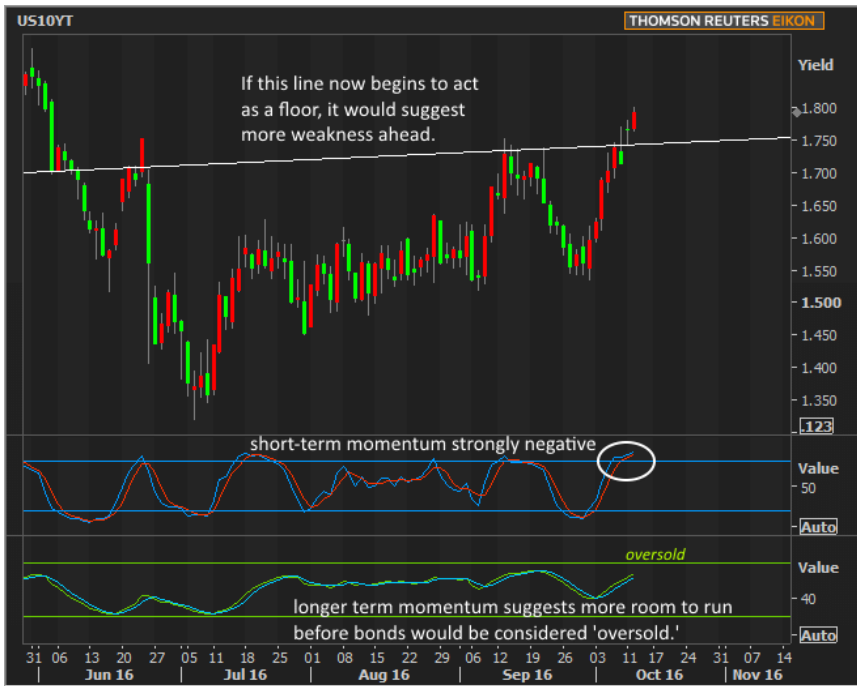 US10YT
THOMSON REUTERS EIKON
Yield
If this line now begins to act
as a floor, it would suggest
more weakness ahead.
1.800
1.750
1.700
1.650
1.600
1.550
1.500
1.450
1.400
1.350
.123
short-term momentum strongly negative
Value
50
Auto
oversold
Value
40
longer term momentum suggests more room to run
before bonds would be considered 'oversold.'
Auto
31 06 13 20 27 05 11 18 25 01 08 15 22 29 06 12 19 26 03 11 17 24 31 07 14
Jun 16 Jul 16 Aug 16 Sep 16 Oct 16 Nov 16